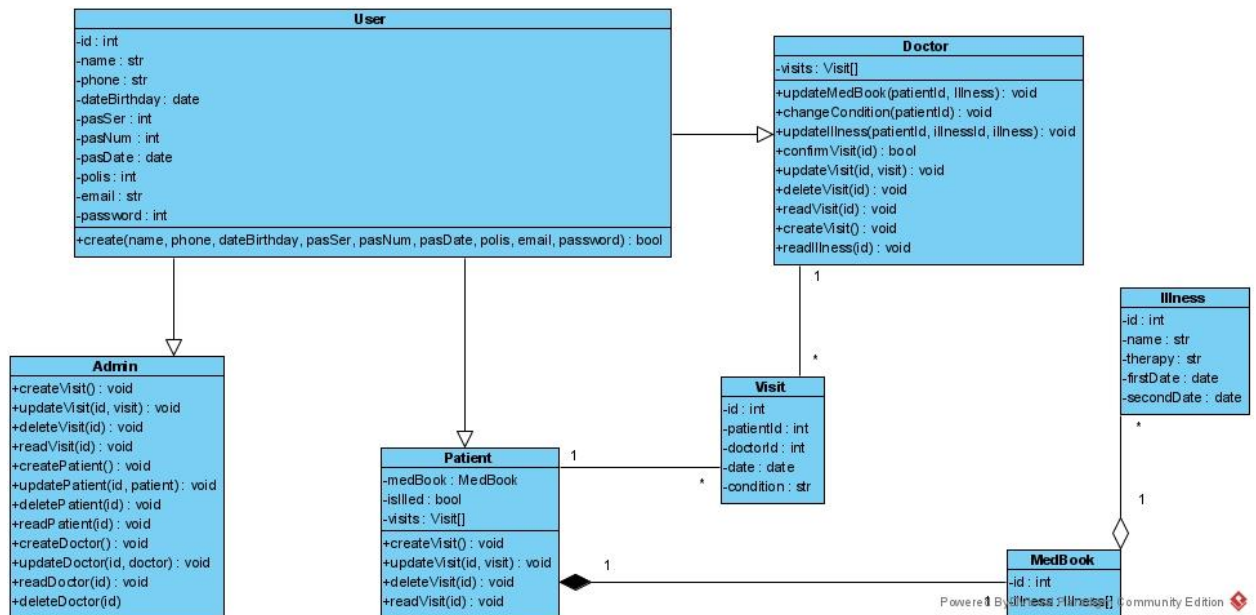 User
-id : int
-name : str
-phone : str
-dateBirthday : date
-pasSer : int
-pasNum : int
-pasDate : date
-polis : int
-email : str
-password : int
+create(name, phone, dateBirthday, pasSer, pasNum, pasDate, polis, email, password) : bool
Doctor
-visits : Visit[]
+updateMedBook(patientId, Illness) : void
+changeCondition(patientId) : void
+updateIllness(patientId, illnessId, illness) : void
+confirmVisit(id) : bool
+updateVisit(id, visit) : void
+deleteVisit(id) : void
+readVisit(id) : void
+createVisit() : void
+readIllness(id) : void
1
*
Illness
-id : int
-name : str
-therapy : str
-firstDate : date
-secondDate : date
*
1
Admin
+createVisit() : void
+updateVisit(id, visit) : void
+deleteVisit(id) : void
+readVisit(id) : void
+createPatient() : void
+updatePatient(id, patient) : void
+deletePatient(id) : void
+readPatient(id) : void
+createDoctor() : void
+updateDoctor(id, doctor) : void
+readDoctor(id) : void
+deleteDoctor(id)
Visit
-id : int
-patientId : int
-doctorId : int
-date : date
-condition : str
Patient
-medBook : MedBook
-isIlled : bool
-visits : Visit[]
+createVisit() : void
+updateVisit(id, visit) : void
+deleteVisit(id) : void
+readVisit(id) : void
1
*
1
1
1
MedBook
-id : int
Powered By Community Edition